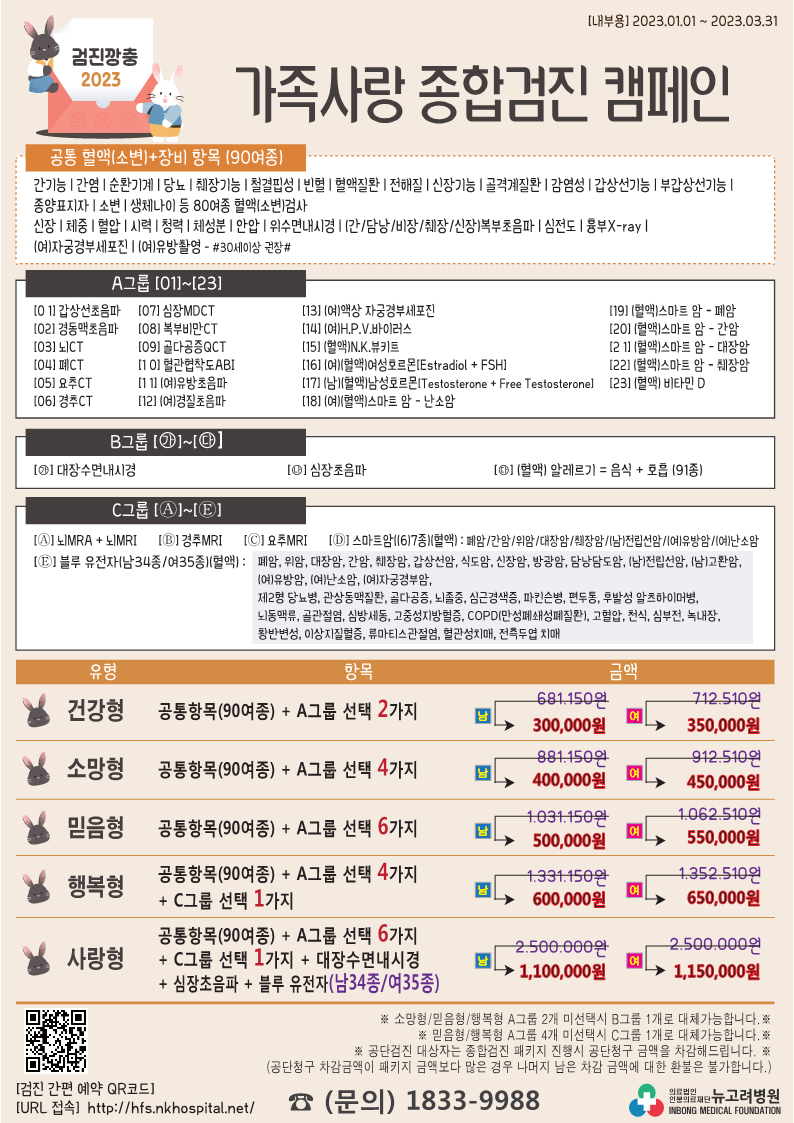 [내부용] 2023.01.01 ~ 2023.03.31
검진깡충
2023
가족사랑 종합검진 캠페인
공통 혈액(소변)+장비 항목 (90여종)
간기능 | 간염 | 순환기계 | 당뇨 | 췌장기능 | 철결핍성 | 빈혈 | 혈액질환 | 전해질 | 신장기능 | 골격계질환 | 감염성 | 갑상선기능 | 부갑상선기능 |
종양표지자 | 소변 | 생체나이 등 80여종 혈액(소변)검사
신장 | 체중 | 혈압 | 시력 | 청력 | 체성분 | 안압 | 위수면내시경 | (간/담낭/비장/췌장/신장)복부초음파 | 심전도 | 흉부X-ray |
(여)자궁경부세포진 | (여)유방촬영 - #30세이상 권장#
A그룹 [01]~[23]
[0 1] 갑상선초음파 [07] 심장MDCT [13] (여)액상 자궁경부세포진 [19] (혈액)스마트 암 - 폐암
[02] 경동맥초음파 [08] 복부비만CT [14] (여)H.P.V.바이러스 [20] (혈액)스마트 암 - 간암
[03] 뇌CT [09] 골다공증QCT [15] (혈액)N.K.뷰키트 [2 1] (혈액)스마트 암 - 대장암
[04] 폐CT [1 0] 혈관협착도ABI [16] (여)(혈액)여성호르몬[Estradiol + FSH] [22] (혈액)스마트 암 - 췌장암
[05] 요추CT [1 1] (여)유방초음파 [17] (남)(혈액)남성호르몬[Testosterone + Free Testosterone] [23] (혈액) 비타민 D
[06] 경추CT [12] (여)경질초음파 [18] (여)(혈액)스마트 암 - 난소암
B그룹 [㉮]~[㉰]
[㉮] 대장수면내시경 [㉯] 심장초음파 [㉰] (혈액) 알레르기 = 음식 + 호흡 (91종)
C그룹 [Ⓐ]~[Ⓔ]
[Ⓐ] 뇌MRA + 뇌MRI [Ⓑ] 경추MRI [Ⓒ] 요추MRI [Ⓓ] 스마트암((6)7종)(혈액) : 폐암/간암/위암/대장암/췌장암/(남)전립선암/(여)유방암/(여)난소암
[Ⓔ] 블루 유전자(남34종/여35종)(혈액) : 폐암, 위암, 대장암, 간암, 췌장암, 갑상선암, 식도암, 신장암, 방광암, 담낭담도암, (남)전립선암, (남)고환암,
(여)유방암, (여)난소암, (여)자궁경부암,
제2형 당뇨병, 관상동맥질환, 골다공증, 뇌졸증, 심근경색증, 파킨슨병, 편두통, 후발성 알츠하이머병,
뇌동맥류, 골관절염, 심방세동, 고중성지방혈증, COPD(만성폐쇄성폐질환), 고혈압, 천식, 심부전, 녹내장,
황반변성, 이상지질혈증, 류마티스관절염, 혈관성치매, 전측두엽 치매
유형 항목 금액
건강형 공통항목(90여종) + A그룹 선택 2가지 남 681.150원 300,000원 여 712.510원 350,000원
소망형 공통항목(90여종) + A그룹 선택 4가지 남 881.150원 400,000원 여 912.510원 450,000원
믿음형 공통항목(90여종) + A그룹 선택 6가지 남 1.031.150원 500,000원 여 1.062.510원 550,000원
행복형 공통항목(90여종) + A그룹 선택 4가지 남 1.331.150원 600,000원 여 1.352.510원 650,000원
+ C그룹 선택 1가지
사랑형 공통항목(90여종) + A그룹 선택 6가지 남 2.500.000원 1,100,000원 여 2.500.000원 1,150,000원
+ C그룹 선택 1가지 + 대장수면내시경
+ 심장초음파 + 블루 유전자(남34종/여35종)
※ 소망형/믿음형/행복형 A그룹 2개 미선택시 B그룹 1개로 대체가능합니다.※
※ 믿음형/행복형 A그룹 4개 미선택시 C그룹 1개로 대체가능합니다.※
※ 공단검진 대상자는 종합검진 패키지 진행시 공단청구 금액을 차감해드립니다. ※
(공단청구 차감금액이 패키지 금액보다 많은 경우 나머지 남은 차감 금액에 대한 환불은 불가합니다.)
[검진 간편 예약 QR코드]
[URL 접속] http://hfs.nkhospital.net/
☎ (문의) 1833-9988
의료법인
인봉의료재단 뉴고려병원
INBONG MEDICAL FOUNDATION